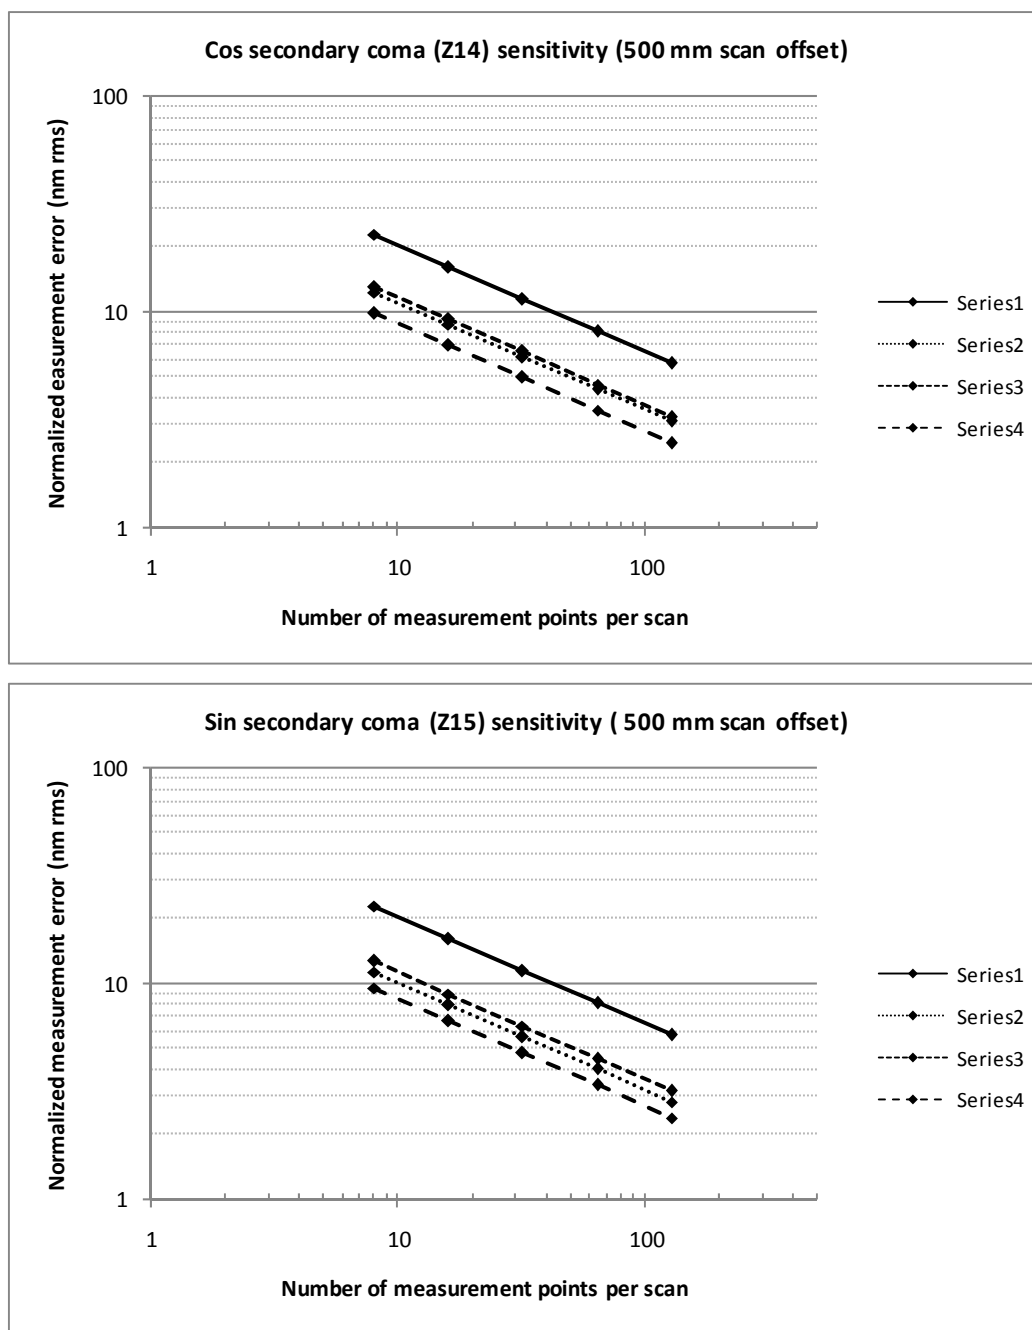 Cos secondary coma (Z14) sensitivity (500 mm scan offset)
Normalized easurement error (nm rms)
100
10
1
1
10
100
Number of measurement points per scan
Series1
Series2
Series3
Series4
Sin secondary coma (Z15) sensitivity ( 500 mm scan offset)
Normalized measurement error (nm rms)
100
10
1
1
10
100
Number of measurement points per scan
Series1
Series2
Series3
Series4